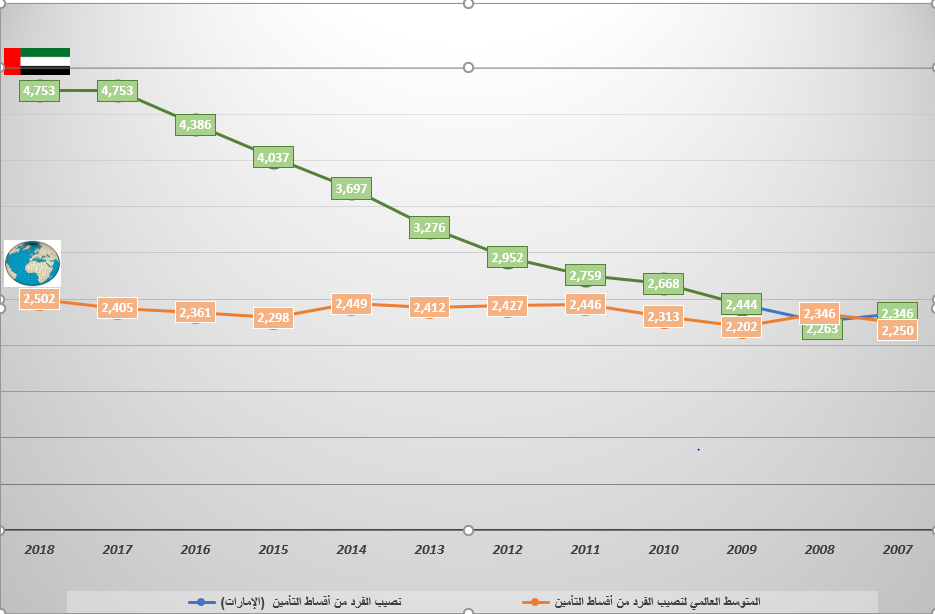 4,753 4,753 4,386 4,037 3,697 3,276 2,952 2,759 2,668 2,444 2,263 2,346
2,502 2,405 2,361 2,298 2,449 2,412 2,427 2,446 2,313 2,202 2,346 2,250
2018 2017 2016 2015 2014 2013 2012 2011 2010 2009 2008 2007
المتوسط العالمي لنصيب الفرد من أقساط التأمين نصيب الفرد من أقساط التأمين (الإمارات)